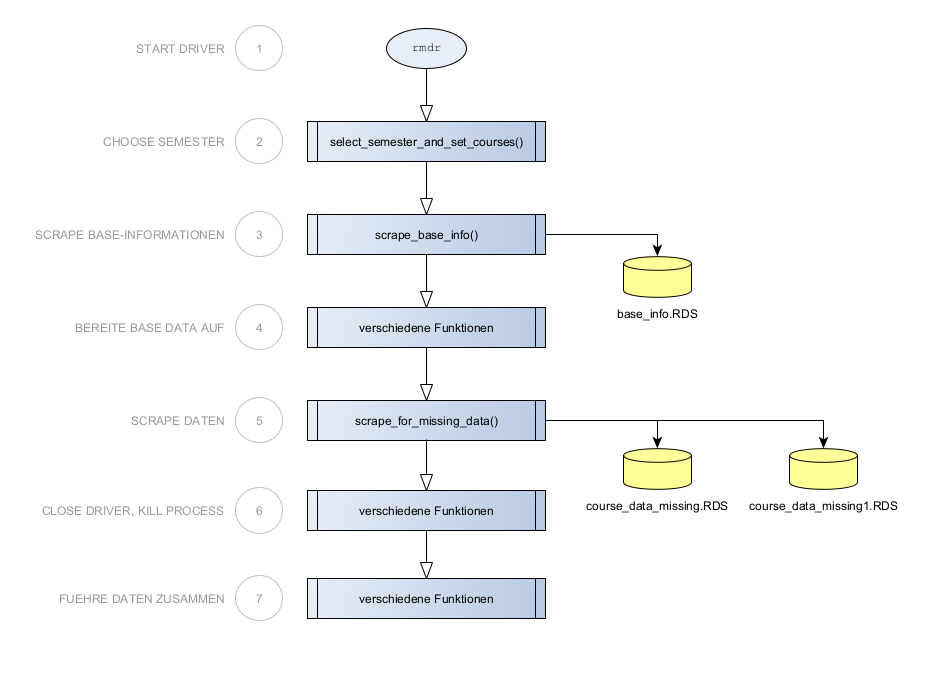 START DRIVER
1
rmdr
CHOOSE SEMESTER
2
select_semester_and_set_courses()
SCRAPE BASE-INFORMATIONEN
3
scrape_base_info()
base_info.RDS
BEREITE BASE DATA AUF
4
verschiedene Funktionen
SCRAPE DATEN
5
scrape_for_missing_data()
course_data_missing.RDS
course_data_missing1.RDS
CLOSE DRIVER, KILL PROCESS
6
verschiedene Funktionen
FUEHRE DATEN ZUSAMMEN
7
verschiedene Funktionen